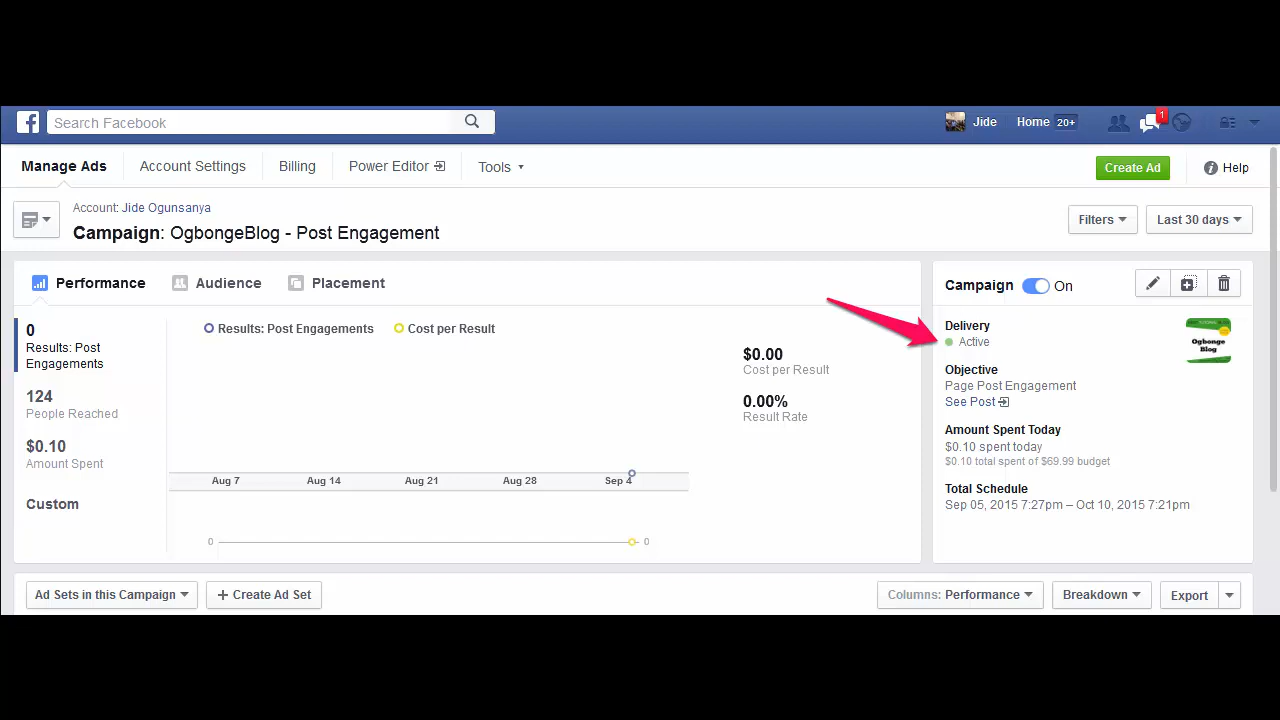 Search Facebook
Jide
Home 20+
1
Manage Ads
Account Settings
Billing
Power Editor
Tools
Create Ad
Help
Account: Jide Ogunsanya
Campaign: OgbongeBlog - Post Engagement
Filters
Last 30 days
Performance
Audience
Placement
0
Results: Post
Engagements
124
People Reached
$0.10
Amount Spent
Custom
Results: Post Engagements
Cost per Result
$0.00
Cost per Result
0.00%
Result Rate
Aug 7
Aug 14
Aug 21
Aug 28
Sep 4
0
0
Campaign
On
Delivery
Active
Ogbonge
Blog
Objective
Page Post Engagement
See Post
Amount Spent Today
$0.10 spent today
$0.10 total spent of $69.99 budget
Total Schedule
Sep 05, 2015 7:27pm – Oct 10, 2015 7:21pm
Ad Sets in this Campaign
+ Create Ad Set
Columns: Performance
Breakdown
Export